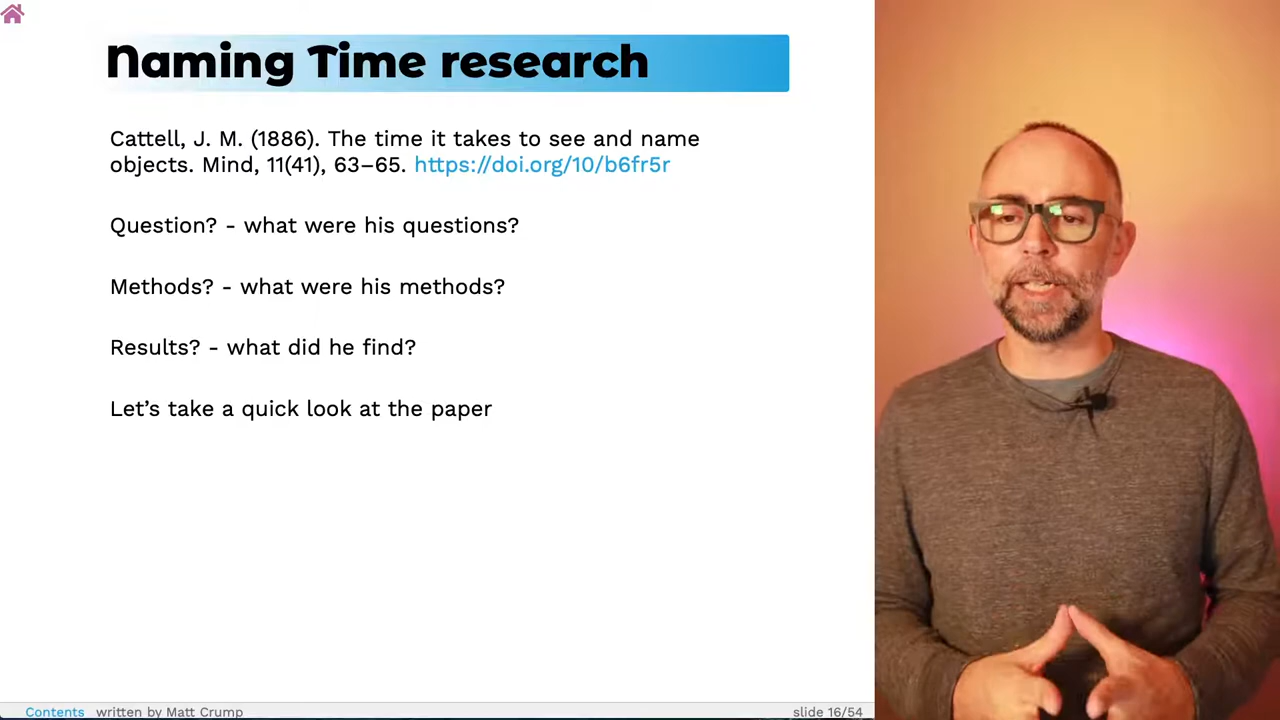 Naming Time research
Cattell, J. M. (1886). The time it takes to see and name
objects. Mind, 11(41), 63–65. https://doi.org/10/b6fr5r
Question? - what were his questions?
Methods? - what were his methods?
Results? - what did he find?
Let's take a quick look at the paper
Contents written by Matt Crump
slide 16/54